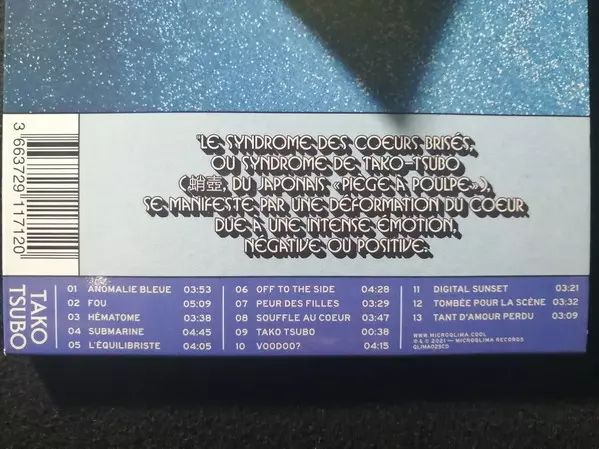 "LE SYNDROME DES COEURS BRISÉS,
OU SYNDROME DE TAKO-TSUBO
(蛸壺, DU JAPONAIS «PIÈGE À POULPE»),
SE MANIFESTE PAR UNE DÉFORMATION DU COEUR
DUE À UNE INTENSE ÉMOTION,
NÉGATIVE OU POSITIVE.
3 663729 117120
TAKO
TSUBO
01 ANOMALIE BLEUE 03:53
02 FOU 05:09
03 HÉMATOME 03:38
04 SUBMARINE 04:45
05 L'ÉQUILIBRISTE 04:05
06 OFF TO THE SIDE 04:28
07 PEUR DES FILLES 03:29
08 SOUFFLE AU COEUR 03:47
09 TAKO TSUBO 00:38
10 VOODOO? 04:15
11 DIGITAL SUNSET 03:21
12 TOMBÉE POUR LA SCÈNE 03:32
13 TANT D'AMOUR PERDU 03:09
WWW.MICROQLIMA.COOL
℗ & © 2021 — MICROQLIMA RECORDS
QLIMA025CD